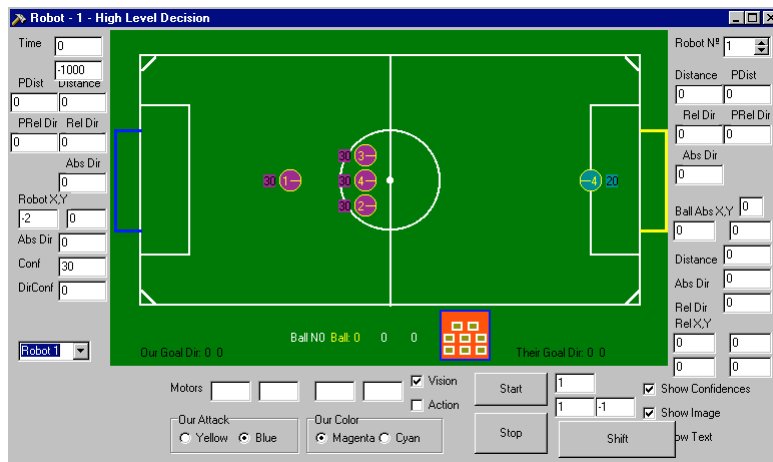 Robot - 1 - High Level Decision
Time 0
-1000
PDist Distance
0 0
PRel Dir Rel Dir
0 0
Abs Dir
0
Robot X,Y
-2 0
Abs Dir 0
Conf 30
DirConf 0
Robot 1
30 1
30 3
30 4
30 2
4 20
Ball N0 Ball: 0 0 0
Our Goal Dir: 0 0
Their Goal Dir: 0 0
Robot Nº 1
Distance PDist
0 0
Rel Dir PRel Dir
0 0
Abs Dir
0
Ball Abs X,Y 0
0 0
Distance 0
Abs Dir 0
Rel Dir 0
Rel X,Y
0 0
0 0
Motors
Vision
Action
Start
Stop
1
1 -1
Shift
Show Confidences
Show Image
ow Text
Our Attack
Yellow Blue
Our Color
Magenta Cyan